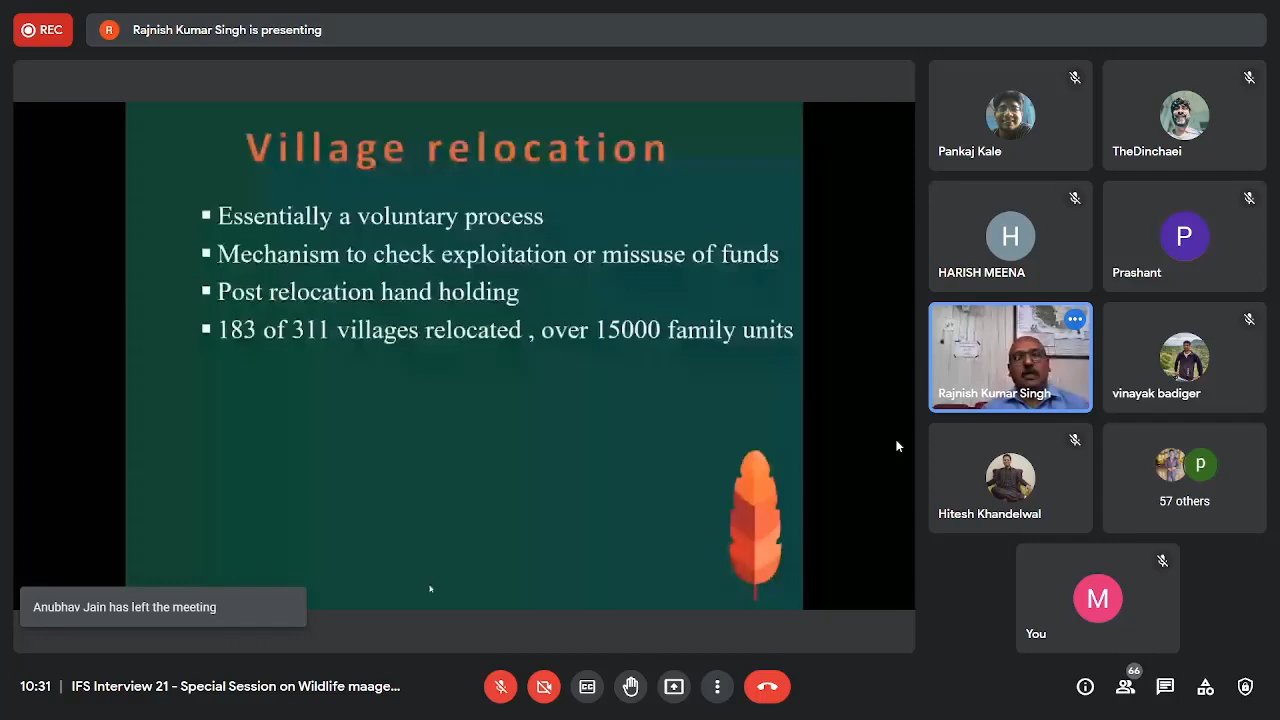 REC
R
Rajnish Kumar Singh is presenting
Village relocation
Essentially a voluntary process
Mechanism to check exploitation or missuse of funds
Post relocation hand holding
183 of 311 villages relocated , over 15000 family units
Anubhav Jain has left the meeting
Pankaj Kale
TheDinchaei
H
HARISH MEENA
P
Prashant
Rajnish Kumar Singh
vinayak badiger
Hitesh Khandelwal
p
57 others
M
You
10:31 | IFS Interview 21 - Special Session on Wildlife maage...
CC
66